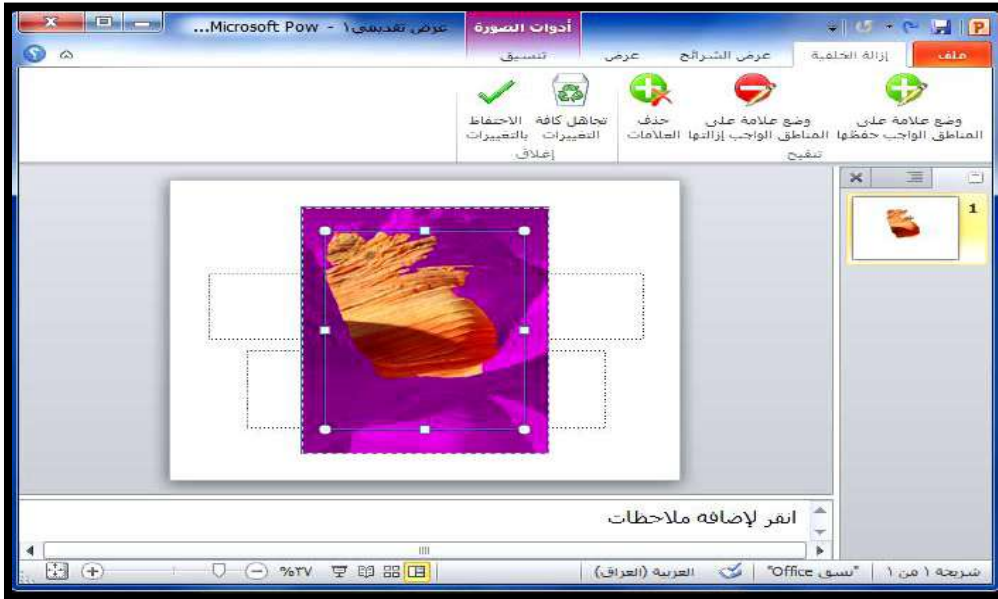 عرض تقديمي١ - Microsoft Pow...
أدوات الصورة
ملف
إزالة الخلفية
عرض الشرائح
عرض
تنسيق
وضع علامة على
المناطق الواجب حفظها
وضع علامة على
المناطق الواجب إزالتها
حذف
العلامات
تجاهل كافة
التغييرات
الاحتفاظ
بالتغييرات
تنقيح
إغلاق
1
انقر لإضافة ملاحظات
شريحة ١ من ١
"نسق Office"
العربية (العراق)
%٣٧